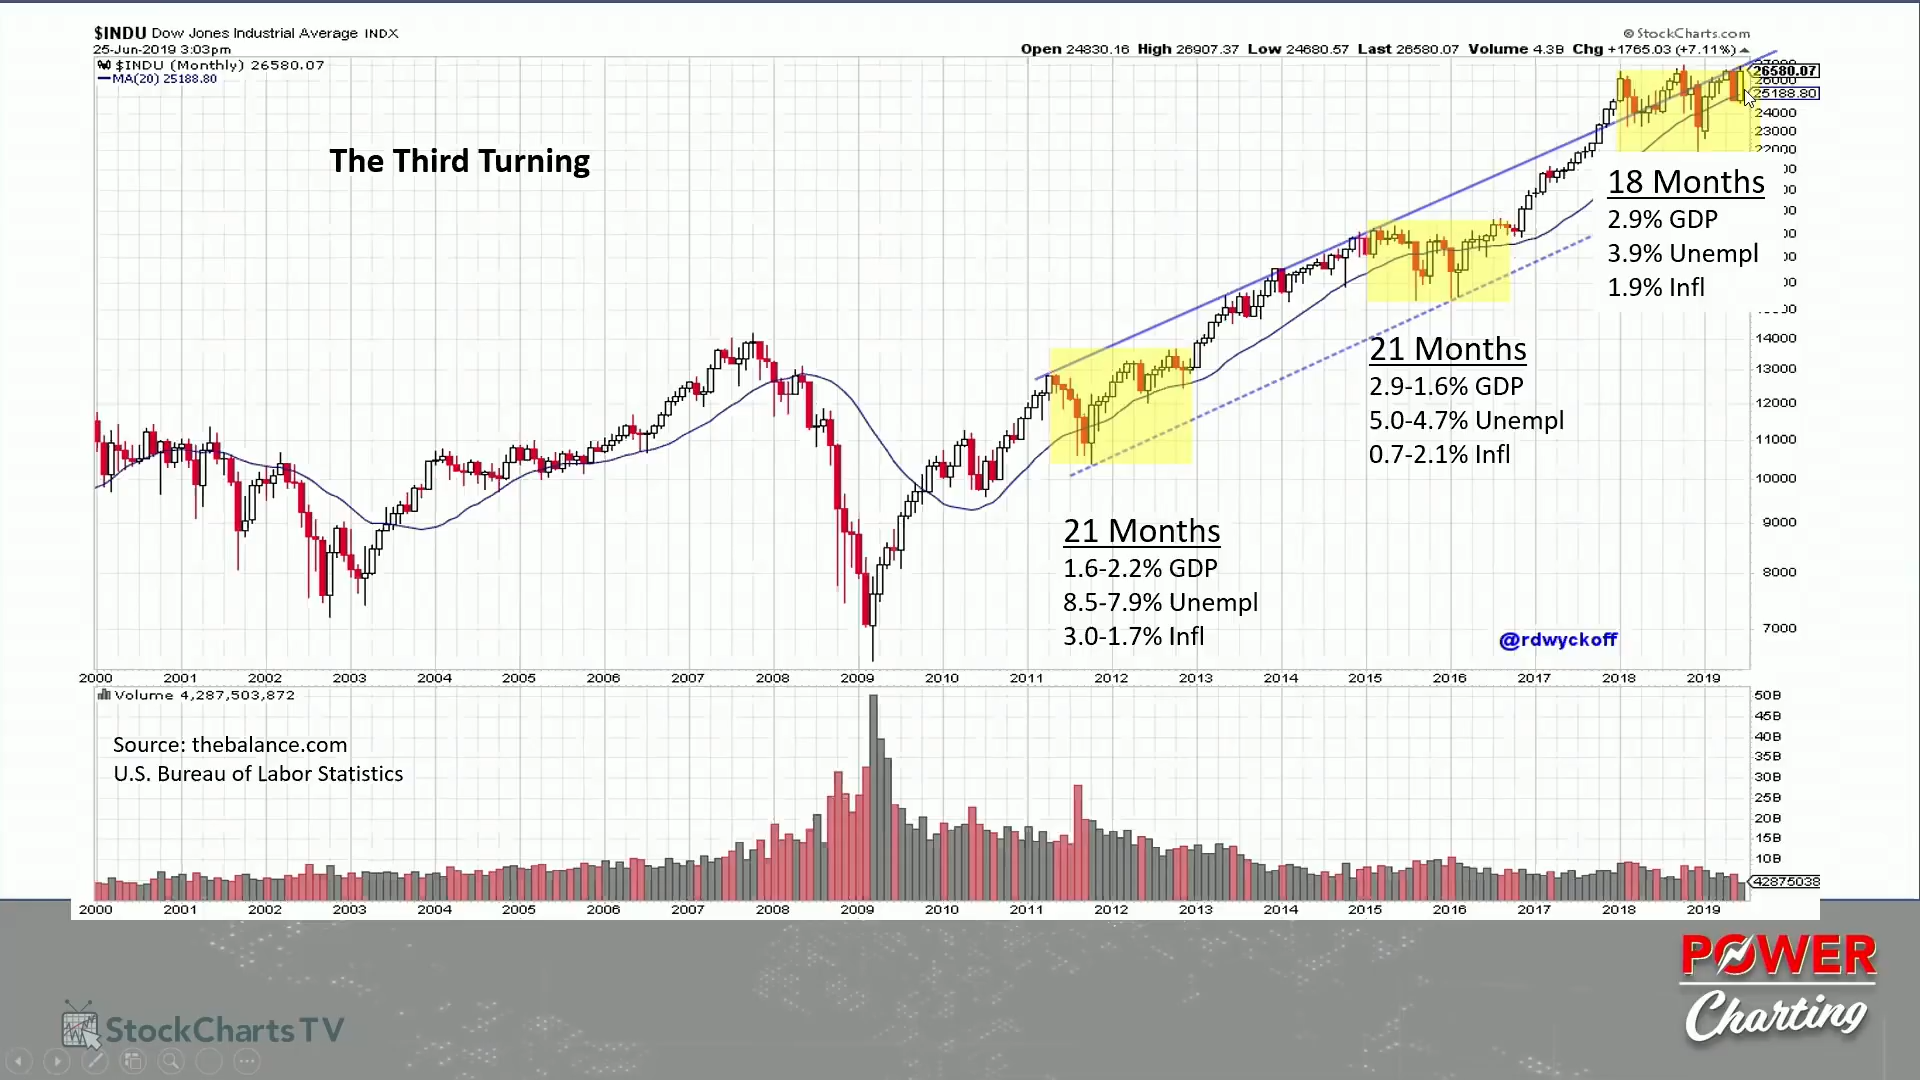 $INDU Dow Jones Industrial Average INDX
© StockCharts.com
25-Jun-2019 3:03pm
Open 24830.16 High 26907.37 Low 24680.57 Last 26580.07 Volume 4.3B Chg +1765.03 (+7.11%)
$INDU (Monthly) 26580.07
MA(20) 25188.80
26580.07
25188.80
24000
23000
22000
The Third Turning
18 Months
2.9% GDP
3.9% Unempl
1.9% Infl
14000
13000
12000
11000
10000
9000
8000
7000
21 Months
2.9-1.6% GDP
5.0-4.7% Unempl
0.7-2.1% Infl
21 Months
1.6-2.2% GDP
8.5-7.9% Unempl
3.0-1.7% Infl
@rdwyckoff
2000 2001 2002 2003 2004 2005 2006 2007 2008 2009 2010 2011 2012 2013 2014 2015 2016 2017 2018 2019
Volume 4,287,503,872
50B
45B
40B
35B
30B
25B
20B
15B
10B
42875038
Source: thebalance.com
U.S. Bureau of Labor Statistics
2000 2001 2002 2003 2004 2005 2006 2007 2008 2009 2010 2011 2012 2013 2014 2015 2016 2017 2018 2019
POWER
Charting
StockCharts TV